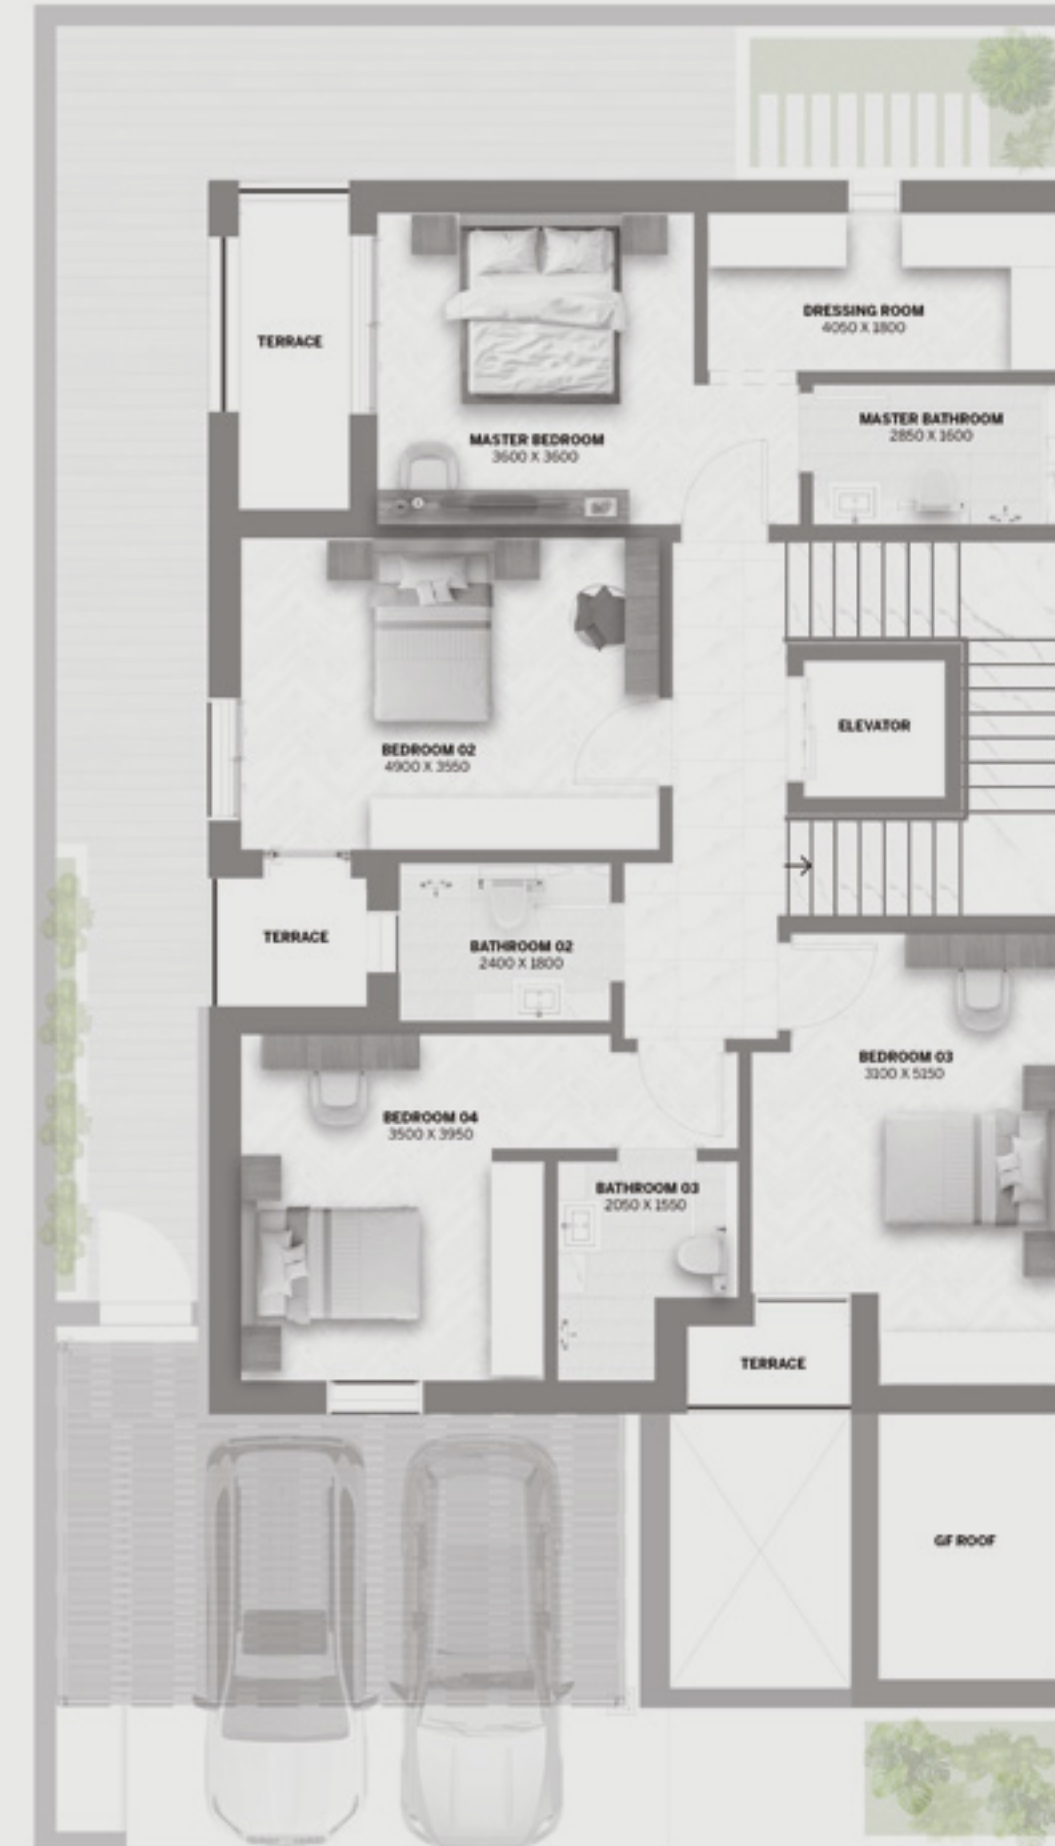 DRESSING ROOM
4050 X 1800
TERRACE
MASTER BEDROOM
3600 X 3600
MASTER BATHROOM
2850 X 1600
ELEVATOR
BEDROOM 02
4900 X 3550
TERRACE
BATHROOM 02
2400 X 1800
BEDROOM 03
3100 X 5150
BEDROOM 04
3500 X 3950
BATHROOM 03
2050 X 1550
TERRACE
GF ROOF